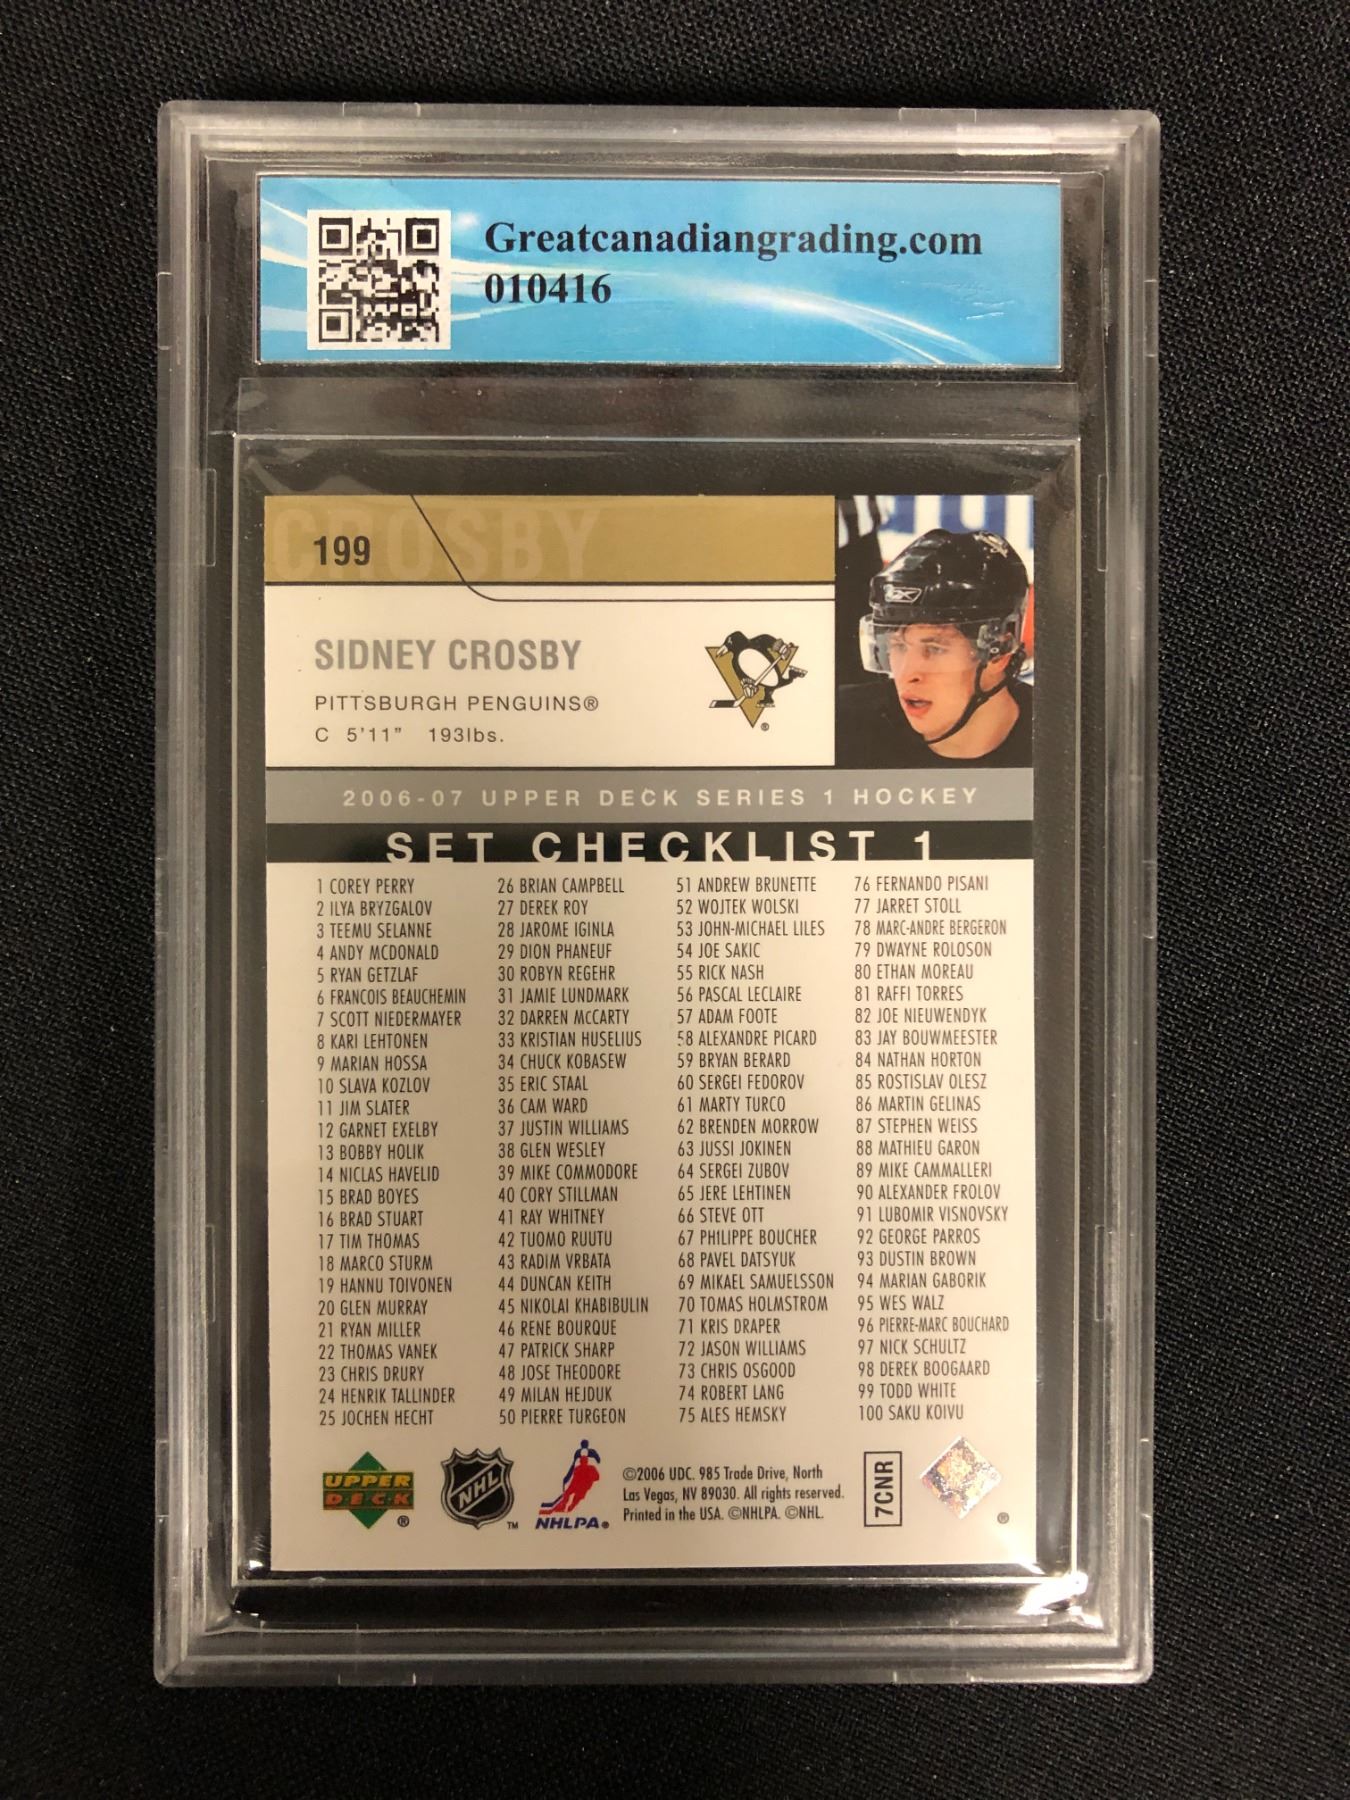 Greatcanadiangrading.com
010416
CROSBY
199
SIDNEY CROSBY
PITTSBURGH PENGUINS®
C 5'11" 193lbs.
2006-07 UPPER DECK SERIES 1 HOCKEY
SET CHECKLIST 1
1 COREY PERRY
2 ILYA BRYZGALOV
3 TEEMU SELANNE
4 ANDY MCDONALD
5 RYAN GETZLAF
6 FRANCOIS BEAUCHEMIN
7 SCOTT NIEDERMAYER
8 KARI LEHTONEN
9 MARIAN HOSSA
10 SLAVA KOZLOV
11 JIM SLATER
12 GARNET EXELBY
13 BOBBY HOLIK
14 NICLAS HAVELID
15 BRAD BOYES
16 BRAD STUART
17 TIM THOMAS
18 MARCO STURM
19 HANNU TOIVONEN
20 GLEN MURRAY
21 RYAN MILLER
22 THOMAS VANEK
23 CHRIS DRURY
24 HENRIK TALLINDER
25 JOCHEN HECHT
26 BRIAN CAMPBELL
27 DEREK ROY
28 JAROME IGINLA
29 DION PHANEUF
30 ROBYN REGEHR
31 JAMIE LUNDMARK
32 DARREN McCARTY
33 KRISTIAN HUSELIUS
34 CHUCK KOBASEW
35 ERIC STAAL
36 CAM WARD
37 JUSTIN WILLIAMS
38 GLEN WESLEY
39 MIKE COMMODORE
40 CORY STILLMAN
41 RAY WHITNEY
42 TUOMO RUUTU
43 RADIM VRBATA
44 DUNCAN KEITH
45 NIKOLAI KHABIBULIN
46 RENE BOURQUE
47 PATRICK SHARP
48 JOSE THEODORE
49 MILAN HEJDUK
50 PIERRE TURGEON
51 ANDREW BRUNETTE
52 WOJTEK WOLSKI
53 JOHN-MICHAEL LILES
54 JOE SAKIC
55 RICK NASH
56 PASCAL LECLAIRE
57 ADAM FOOTE
58 ALEXANDRE PICARD
59 BRYAN BERARD
60 SERGEI FEDOROV
61 MARTY TURCO
62 BRENDEN MORROW
63 JUSSI JOKINEN
64 SERGEI ZUBOV
65 JERE LEHTINEN
66 STEVE OTT
67 PHILIPPE BOUCHER
68 PAVEL DATSYUK
69 MIKAEL SAMUELSSON
70 TOMAS HOLMSTROM
71 KRIS DRAPER
72 JASON WILLIAMS
73 CHRIS OSGOOD
74 ROBERT LANG
75 ALES HEMSKY
76 FERNANDO PISANI
77 JARRET STOLL
78 MARC-ANDRE BERGERON
79 DWAYNE ROLOSON
80 ETHAN MOREAU
81 RAFFI TORRES
82 JOE NIEUWENDYK
83 JAY BOUWMEESTER
84 NATHAN HORTON
85 ROSTISLAV OLESZ
86 MARTIN GELINAS
87 STEPHEN WEISS
88 MATHIEU GARON
89 MIKE CAMMALLERI
90 ALEXANDER FROLOV
91 LUBOMIR VISNOVSKY
92 GEORGE PARROS
93 DUSTIN BROWN
94 MARIAN GABORIK
95 WES WALZ
96 PIERRE-MARC BOUCHARD
97 NICK SCHULTZ
98 DEREK BOOGAARD
99 TODD WHITE
100 SAKU KOIVU
UPPER
DECK
®
NHL
™
NHLPA®
©2006 UDC. 985 Trade Drive, North
Las Vegas, NV 89030. All rights reserved.
Printed in the USA. ©NHLPA. ©NHL.
7CNR
®